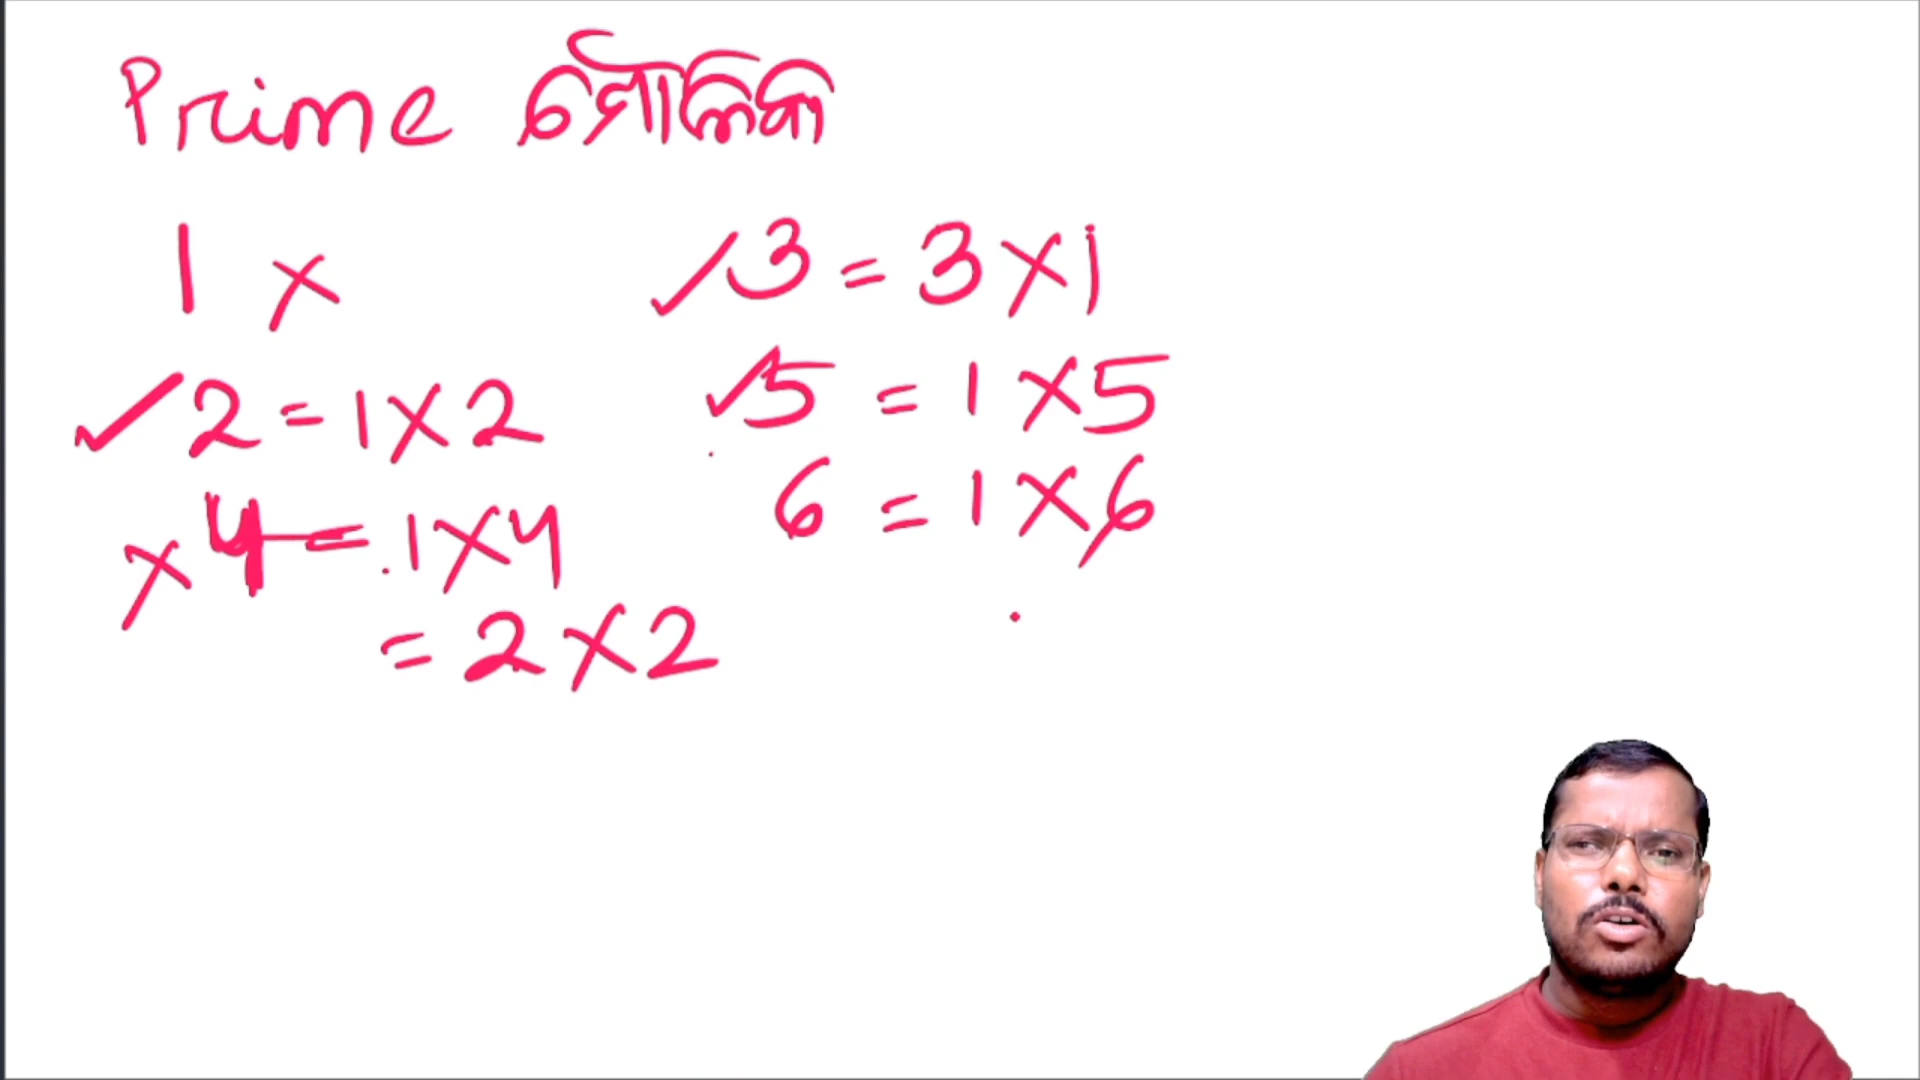 Prime ମୌଳିକ
1 ×
✓ 2 = 1 × 2
× 4 = 1 × 4
= 2 × 2
✓ 3 = 3 × 1
✓ 5 = 1 × 5
6 = 1 × 6